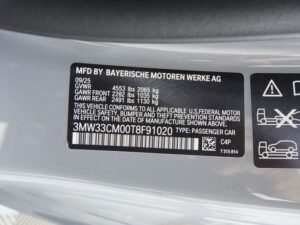 MFD BY BAYERISCHE MOTOREN WERKE AG
09/25
GVWR 4553 lbs 2065 kg
GAWR FRONT 2282 lbs 1035 kg
GAWR REAR 2491 lbs 1130 kg
THIS VEHICLE CONFORMS TO ALL APPLICABLE U.S. FEDERAL MOTOR
VEHICLE SAFETY, BUMPER, AND THEFT PREVENTION STANDARDS
IN EFFECT ON THE DATE OF MANUFACTURE SHOWN ABOVE.
3MW33CM00T8F91020 TYPE: PASSENGER CAR
C4P